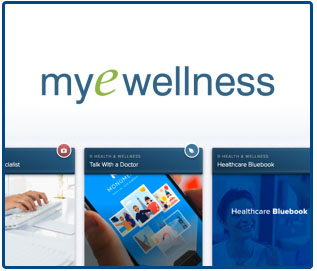 myewellness
cialist
HEALTH & WELLNESS
Talk With a Doctor
HEALTH & WELLNESS
Healthcare Bluebook
Healthcare Bluebook